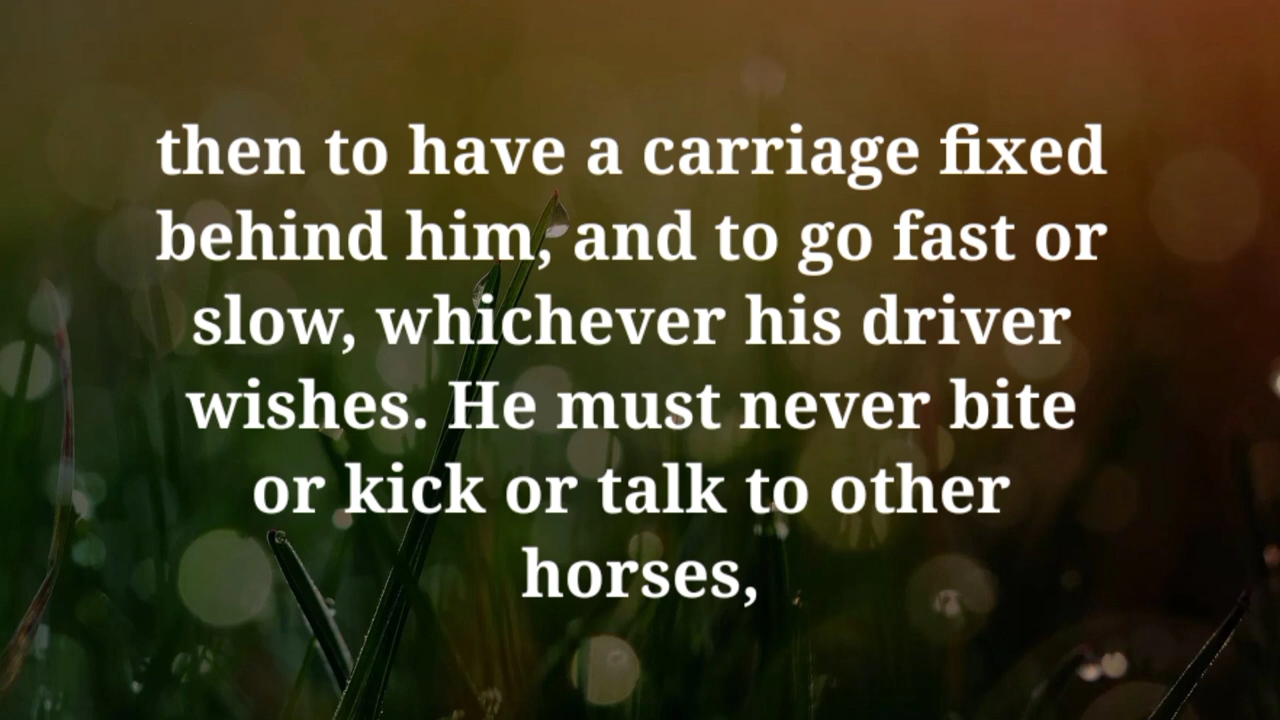 then to have a carriage fixed
behind him, and to go fast or
slow, whichever his driver
wishes. He must never bite
or kick or talk to other
horses,